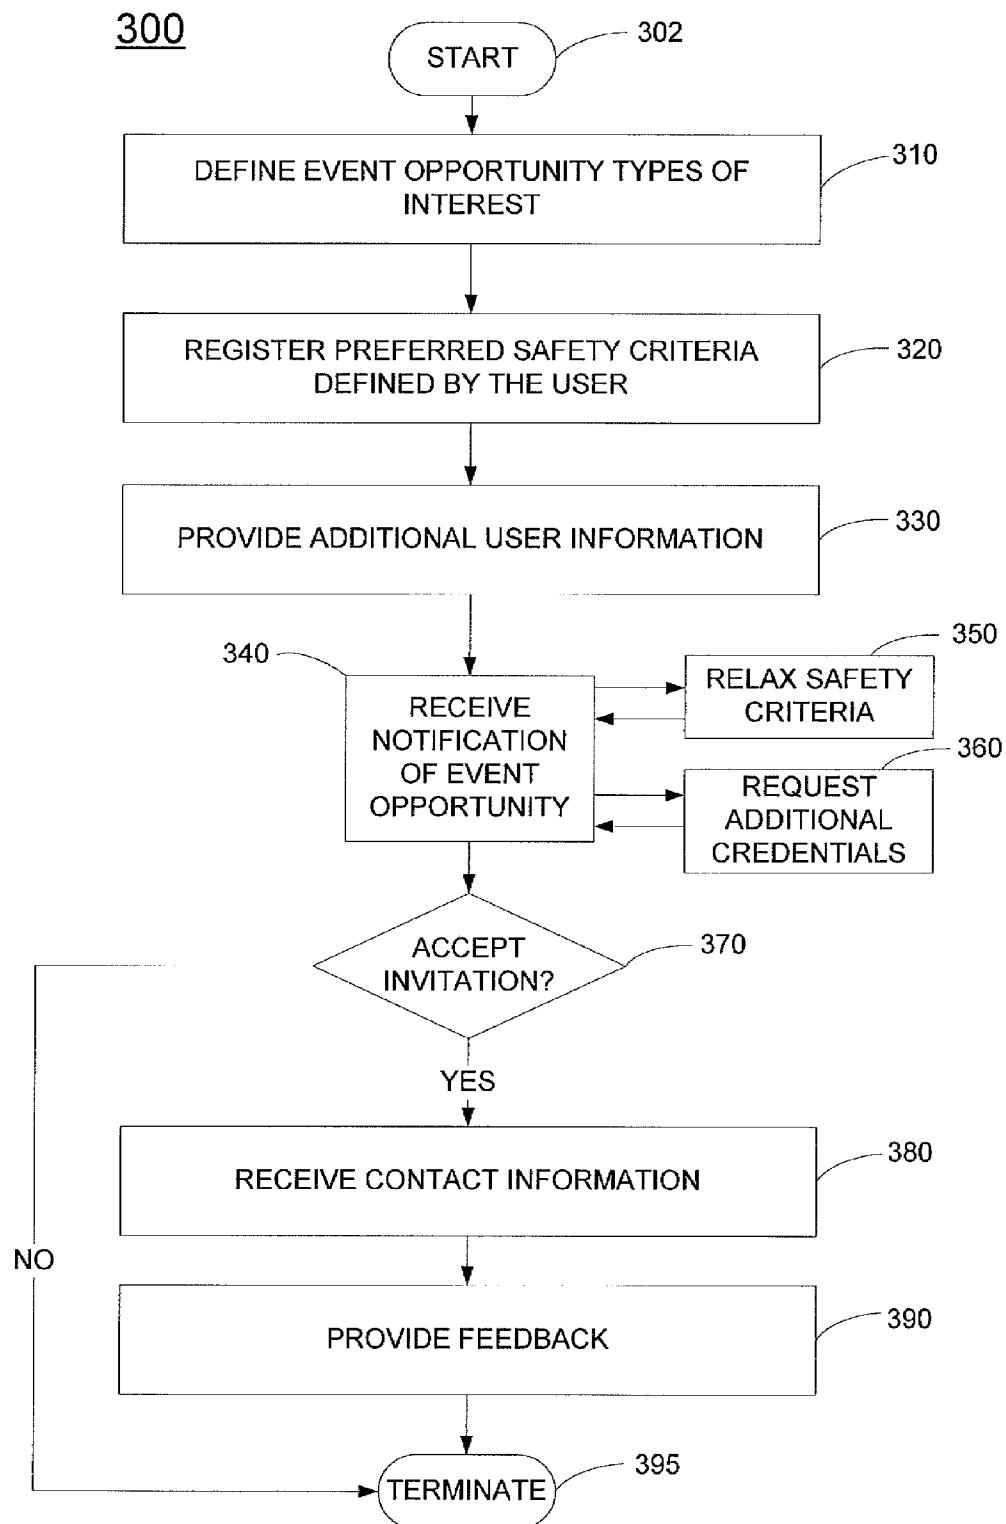 300
START
302
DEFINE EVENT OPPORTUNITY TYPES OF
INTEREST
310
REGISTER PREFERRED SAFETY CRITERIA
DEFINED BY THE USER
320
PROVIDE ADDITIONAL USER INFORMATION
330
340
RECEIVE
NOTIFICATION
OF EVENT
OPPORTUNITY
350
RELAX SAFETY
CRITERIA
360
REQUEST
ADDITIONAL
CREDENTIALS
ACCEPT
INVITATION?
370
YES
RECEIVE CONTACT INFORMATION
380
NO
PROVIDE FEEDBACK
390
TERMINATE
395